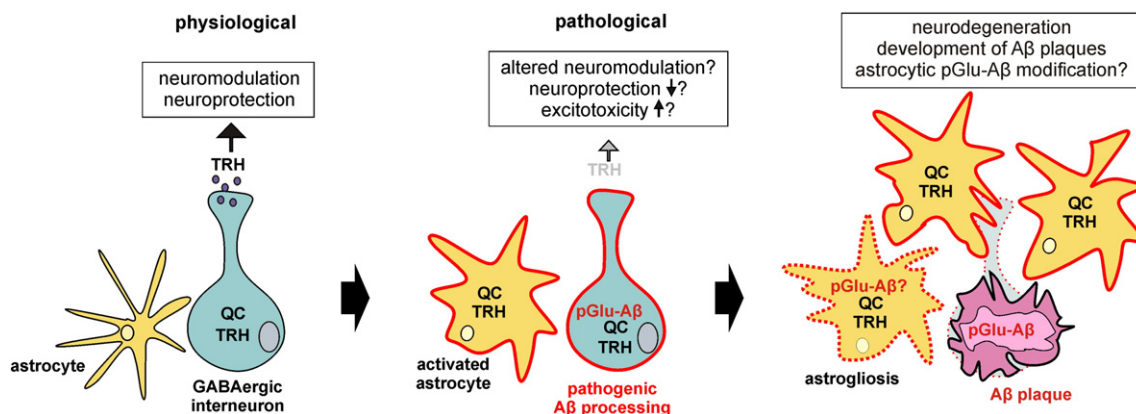 physiological
neuromodulation
neuroprotection
TRH
QC
TRH
astrocyte
GABAergic
interneuron
pathological
altered neuromodulation?
neuroprotection ↓?
excitotoxicity ↑?
TRH
QC
TRH
pGlu-Aβ
QC
TRH
activated
astrocyte
pathogenic
Aβ processing
neurodegeneration
development of Aβ plaques
astrocytic pGlu-Aβ modification?
QC
TRH
QC
TRH
pGlu-Aβ?
QC
TRH
pGlu-Aβ
astrogliosis
Aβ plaque